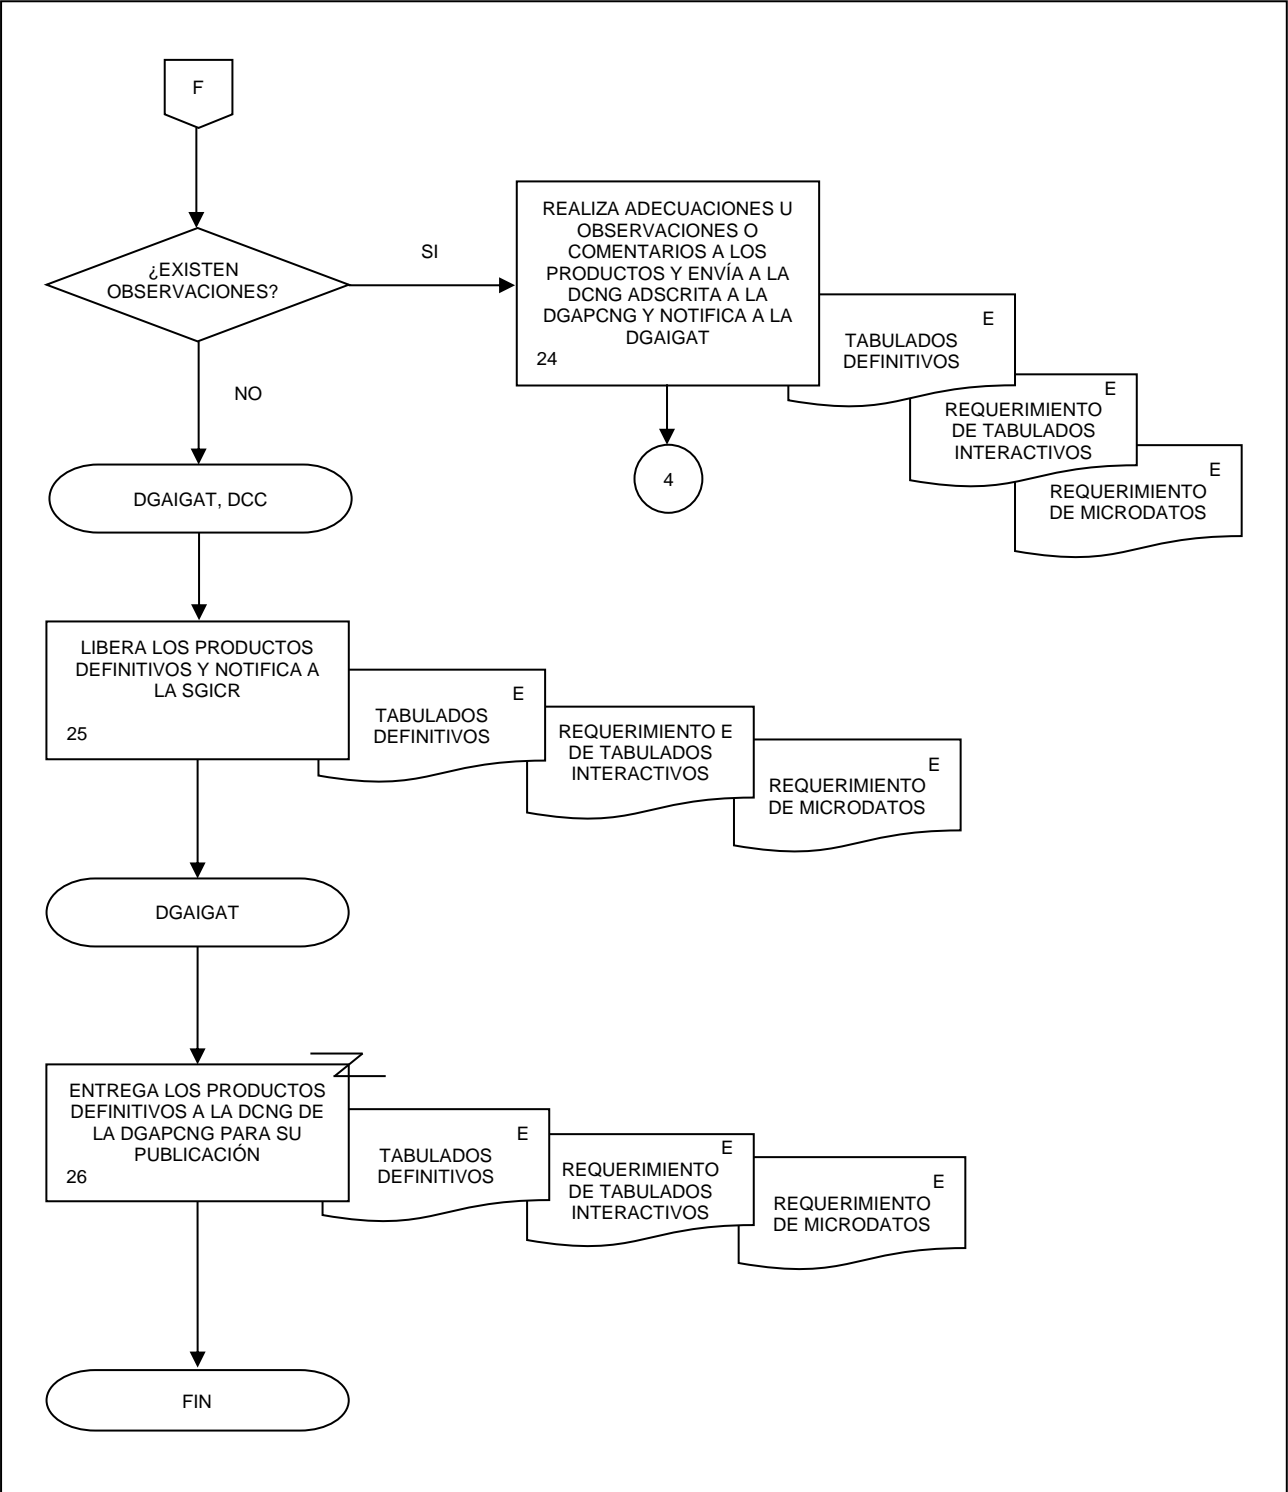 F
¿EXISTEN
OBSERVACIONES?
SI
NO
REALIZA ADECUACIONES U
OBSERVACIONES O
COMENTARIOS A LOS
PRODUCTOS Y ENVÍA A LA
DCNG ADSCRITA A LA
DGAPCNG Y NOTIFICA A LA
DGAIGAT
24
E
TABULADOS
DEFINITIVOS
E
REQUERIMIENTO
DE TABULADOS
INTERACTIVOS
E
REQUERIMIENTO
DE MICRODATOS
4
DGAIGAT, DCC
LIBERA LOS PRODUCTOS
DEFINITIVOS Y NOTIFICA A
LA SGICR
25
E
TABULADOS
DEFINITIVOS
REQUERIMIENTO E
DE TABULADOS
INTERACTIVOS
E
REQUERIMIENTO
DE MICRODATOS
DGAIGAT
ENTREGA LOS PRODUCTOS
DEFINITIVOS A LA DCNG DE
LA DGAPCNG PARA SU
PUBLICACIÓN
26
E
TABULADOS
DEFINITIVOS
E
REQUERIMIENTO
DE TABULADOS
INTERACTIVOS
E
REQUERIMIENTO
DE MICRODATOS
FIN